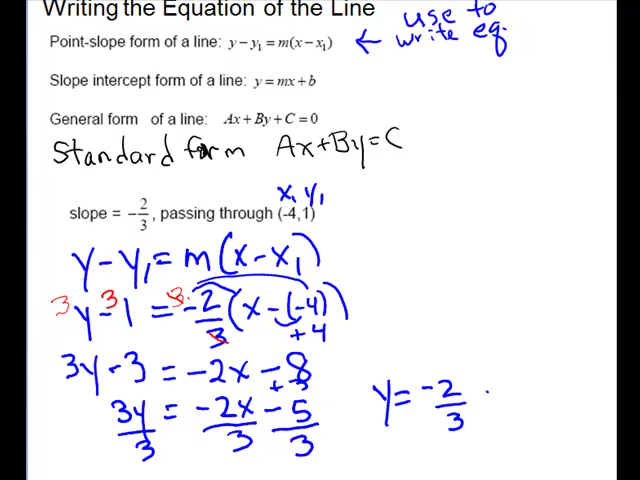 Writing the Equation of the Line
use to
Point-slope form of a line: y − y₁ = m(x − x₁) ← write eq.
Slope intercept form of a line: y = mx + b
General form of a line: Ax + By + C = 0
Standard form Ax + By = C
x₁ y₁
slope = −2/3, passing through (-4,1)
y − y₁ = m(x − x₁)
3 y − 3 1 = 3 · −2/3 (x − (−4))
+ 4
3y − 3 = −2x − 8
+ 3
3y/3 = −2x/3 − 5/3
y = −2/3